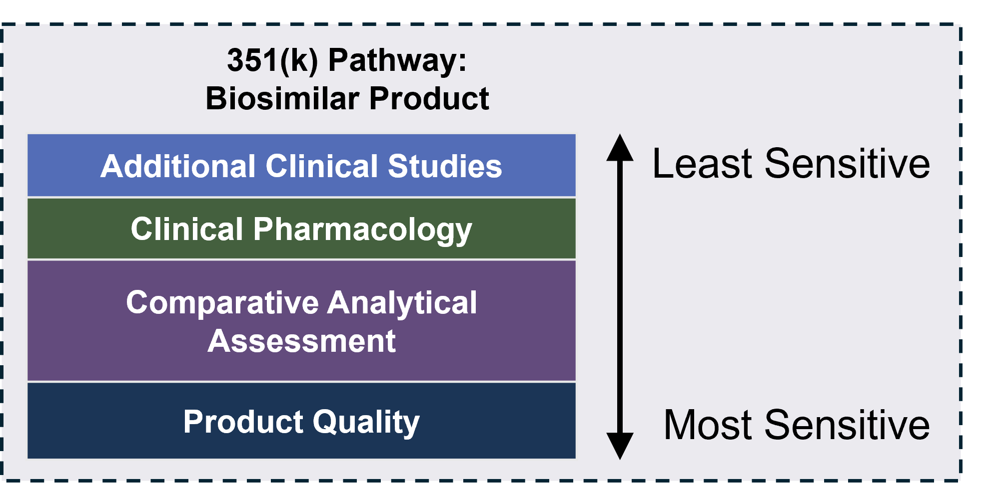 351(k) Pathway:
Biosimilar Product
Additional Clinical Studies
Least Sensitive
Clinical Pharmacology
Comparative Analytical
Assessment
Product Quality
Most Sensitive